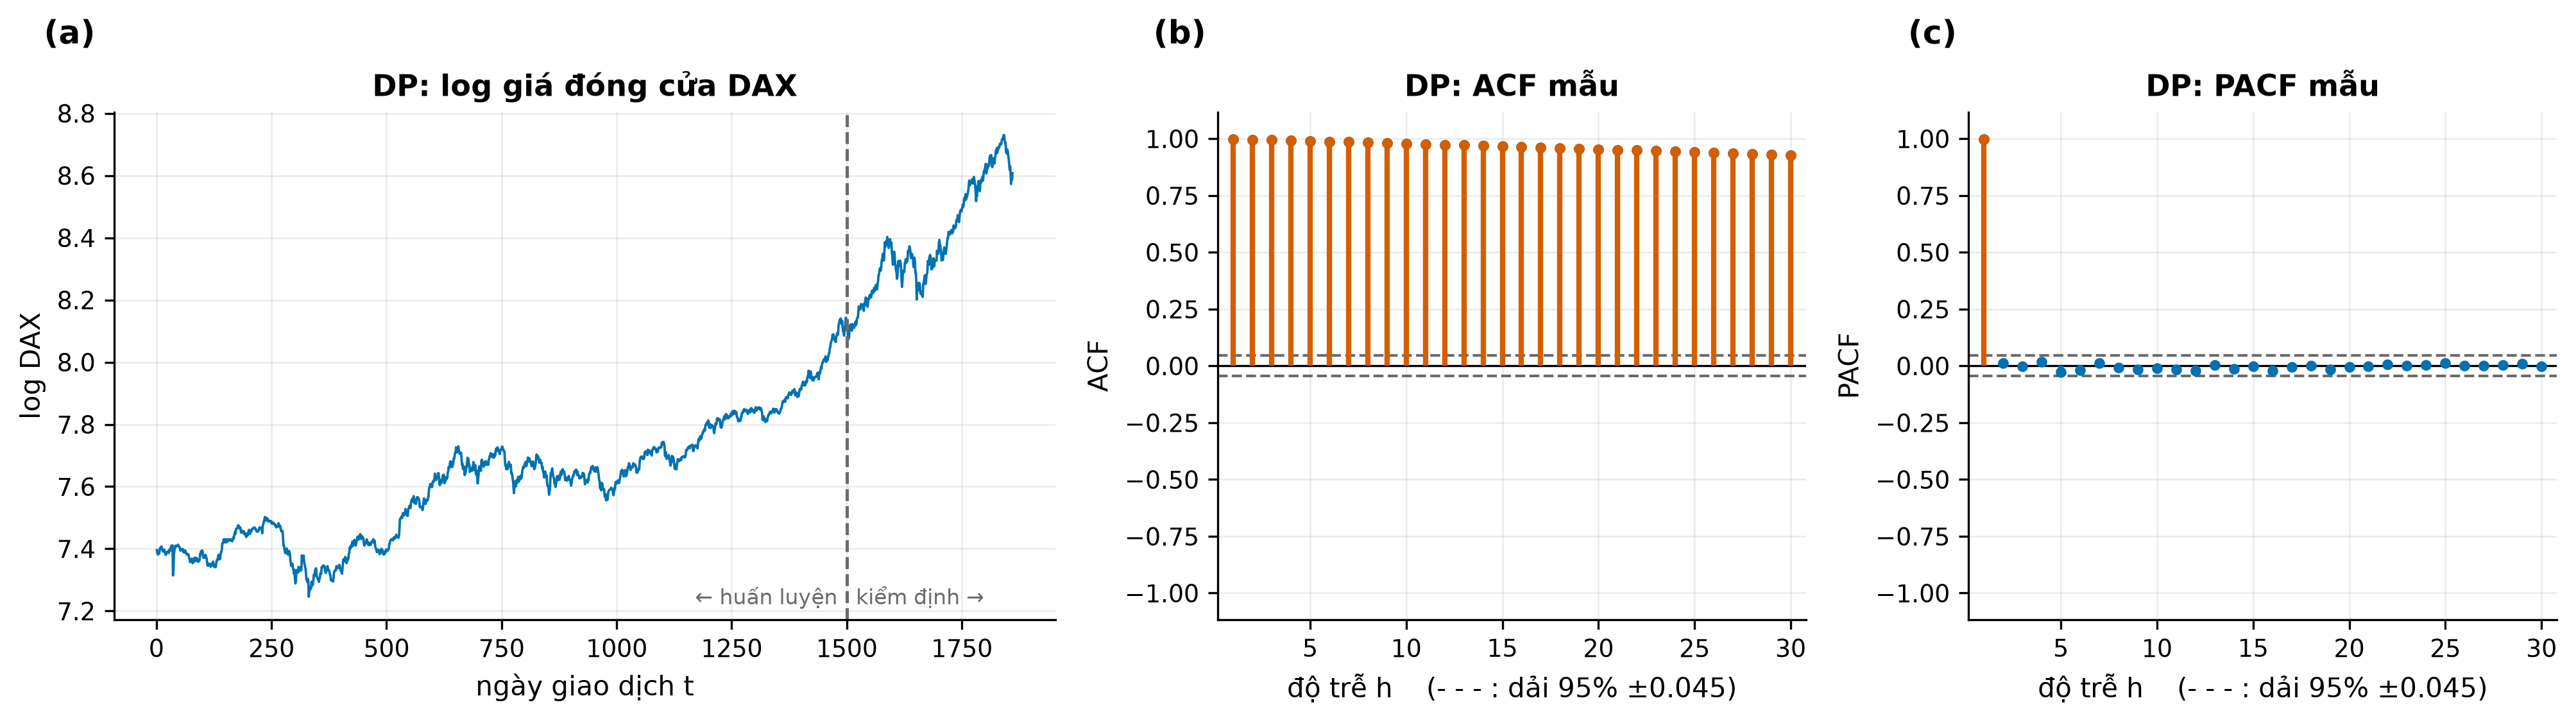 (a)
DP: log giá đóng cửa DAX
log DAX
8.8
8.6
8.4
8.2
8.0
7.8
7.6
7.4
7.2
← huấn luyện
kiểm định →
0 250 500 750 1000 1250 1500 1750
ngày giao dịch t
(b)
DP: ACF mẫu
ACF
1.00
0.75
0.50
0.25
0.00
−0.25
−0.50
−0.75
−1.00
5 10 15 20 25 30
độ trễ h (- - - : dải 95% ±0.045)
(c)
DP: PACF mẫu
PACF
1.00
0.75
0.50
0.25
0.00
−0.25
−0.50
−0.75
−1.00
5 10 15 20 25 30
độ trễ h (- - - : dải 95% ±0.045)